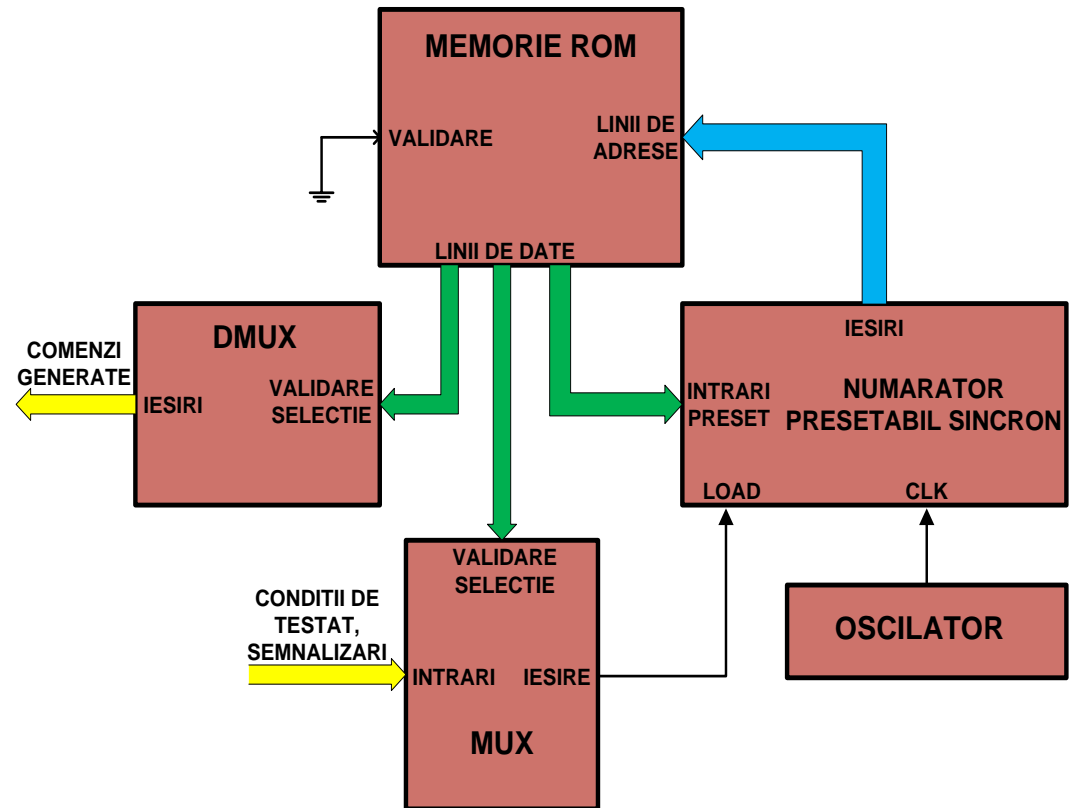 MEMORIE ROM
VALIDARE
LINII DE
ADRESE
LINII DE DATE
DMUX
COMENZI
GENERATE
IESIRI
VALIDARE
SELECTIE
IESIRI
INTRARI
PRESET
NUMARATOR
PRESETABIL SINCRON
LOAD
CLK
VALIDARE
SELECTIE
CONDITII DE
TESTAT,
SEMNALIZARI
INTRARI
IESIRE
MUX
OSCILATOR